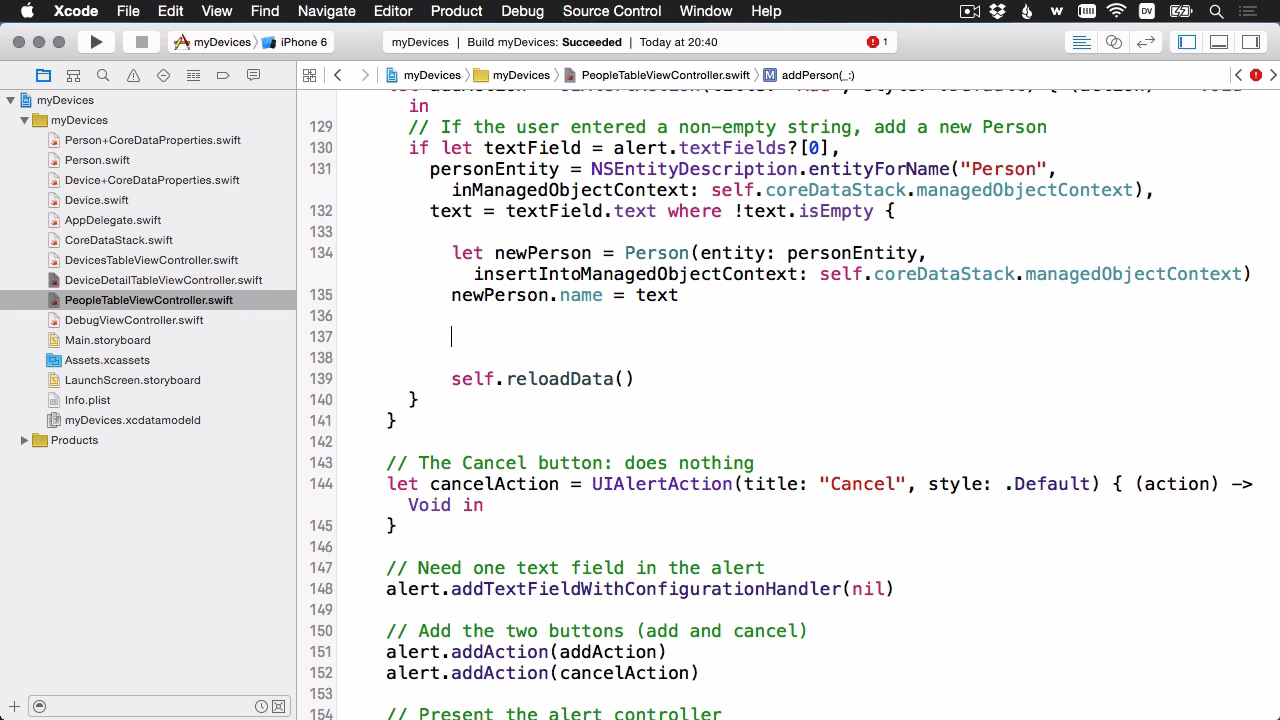 Xcode File Edit View Find Navigate Editor Product Debug Source Control Window Help
myDevices iPhone 6
myDevices | Build myDevices: Succeeded | Today at 20:40
1
myDevices myDevices PeopleTableViewController.swift M addPerson(_:)
myDevices
myDevices
Person+CoreDataProperties.swift
Person.swift
Device+CoreDataProperties.swift
Device.swift
AppDelegate.swift
CoreDataStack.swift
DevicesTableViewController.swift
DeviceDetailTableViewController.swift
PeopleTableViewController.swift
DebugViewController.swift
Main.storyboard
Assets.xcassets
LaunchScreen.storyboard
Info.plist
myDevices.xcdatamodeld
Products
in
129 // If the user entered a non-empty string, add a new Person
130 if let textField = alert.textFields?[0],
131 personEntity = NSEntityDescription.entityForName("Person",
inManagedObjectContext: self.coreDataStack.managedObjectContext),
132 text = textField.text where !text.isEmpty {
133
134 let newPerson = Person(entity: personEntity,
insertIntoManagedObjectContext: self.coreDataStack.managedObjectContext)
135 newPerson.name = text
136
137
138
139 self.reloadData()
140 }
141 }
142
143 // The Cancel button: does nothing
144 let cancelAction = UIAlertAction(title: "Cancel", style: .Default) { (action) ->
Void in
145 }
146
147 // Need one text field in the alert
148 alert.addTextFieldWithConfigurationHandler(nil)
149
150 // Add the two buttons (add and cancel)
151 alert.addAction(addAction)
152 alert.addAction(cancelAction)
153
154 // Present the alert controller